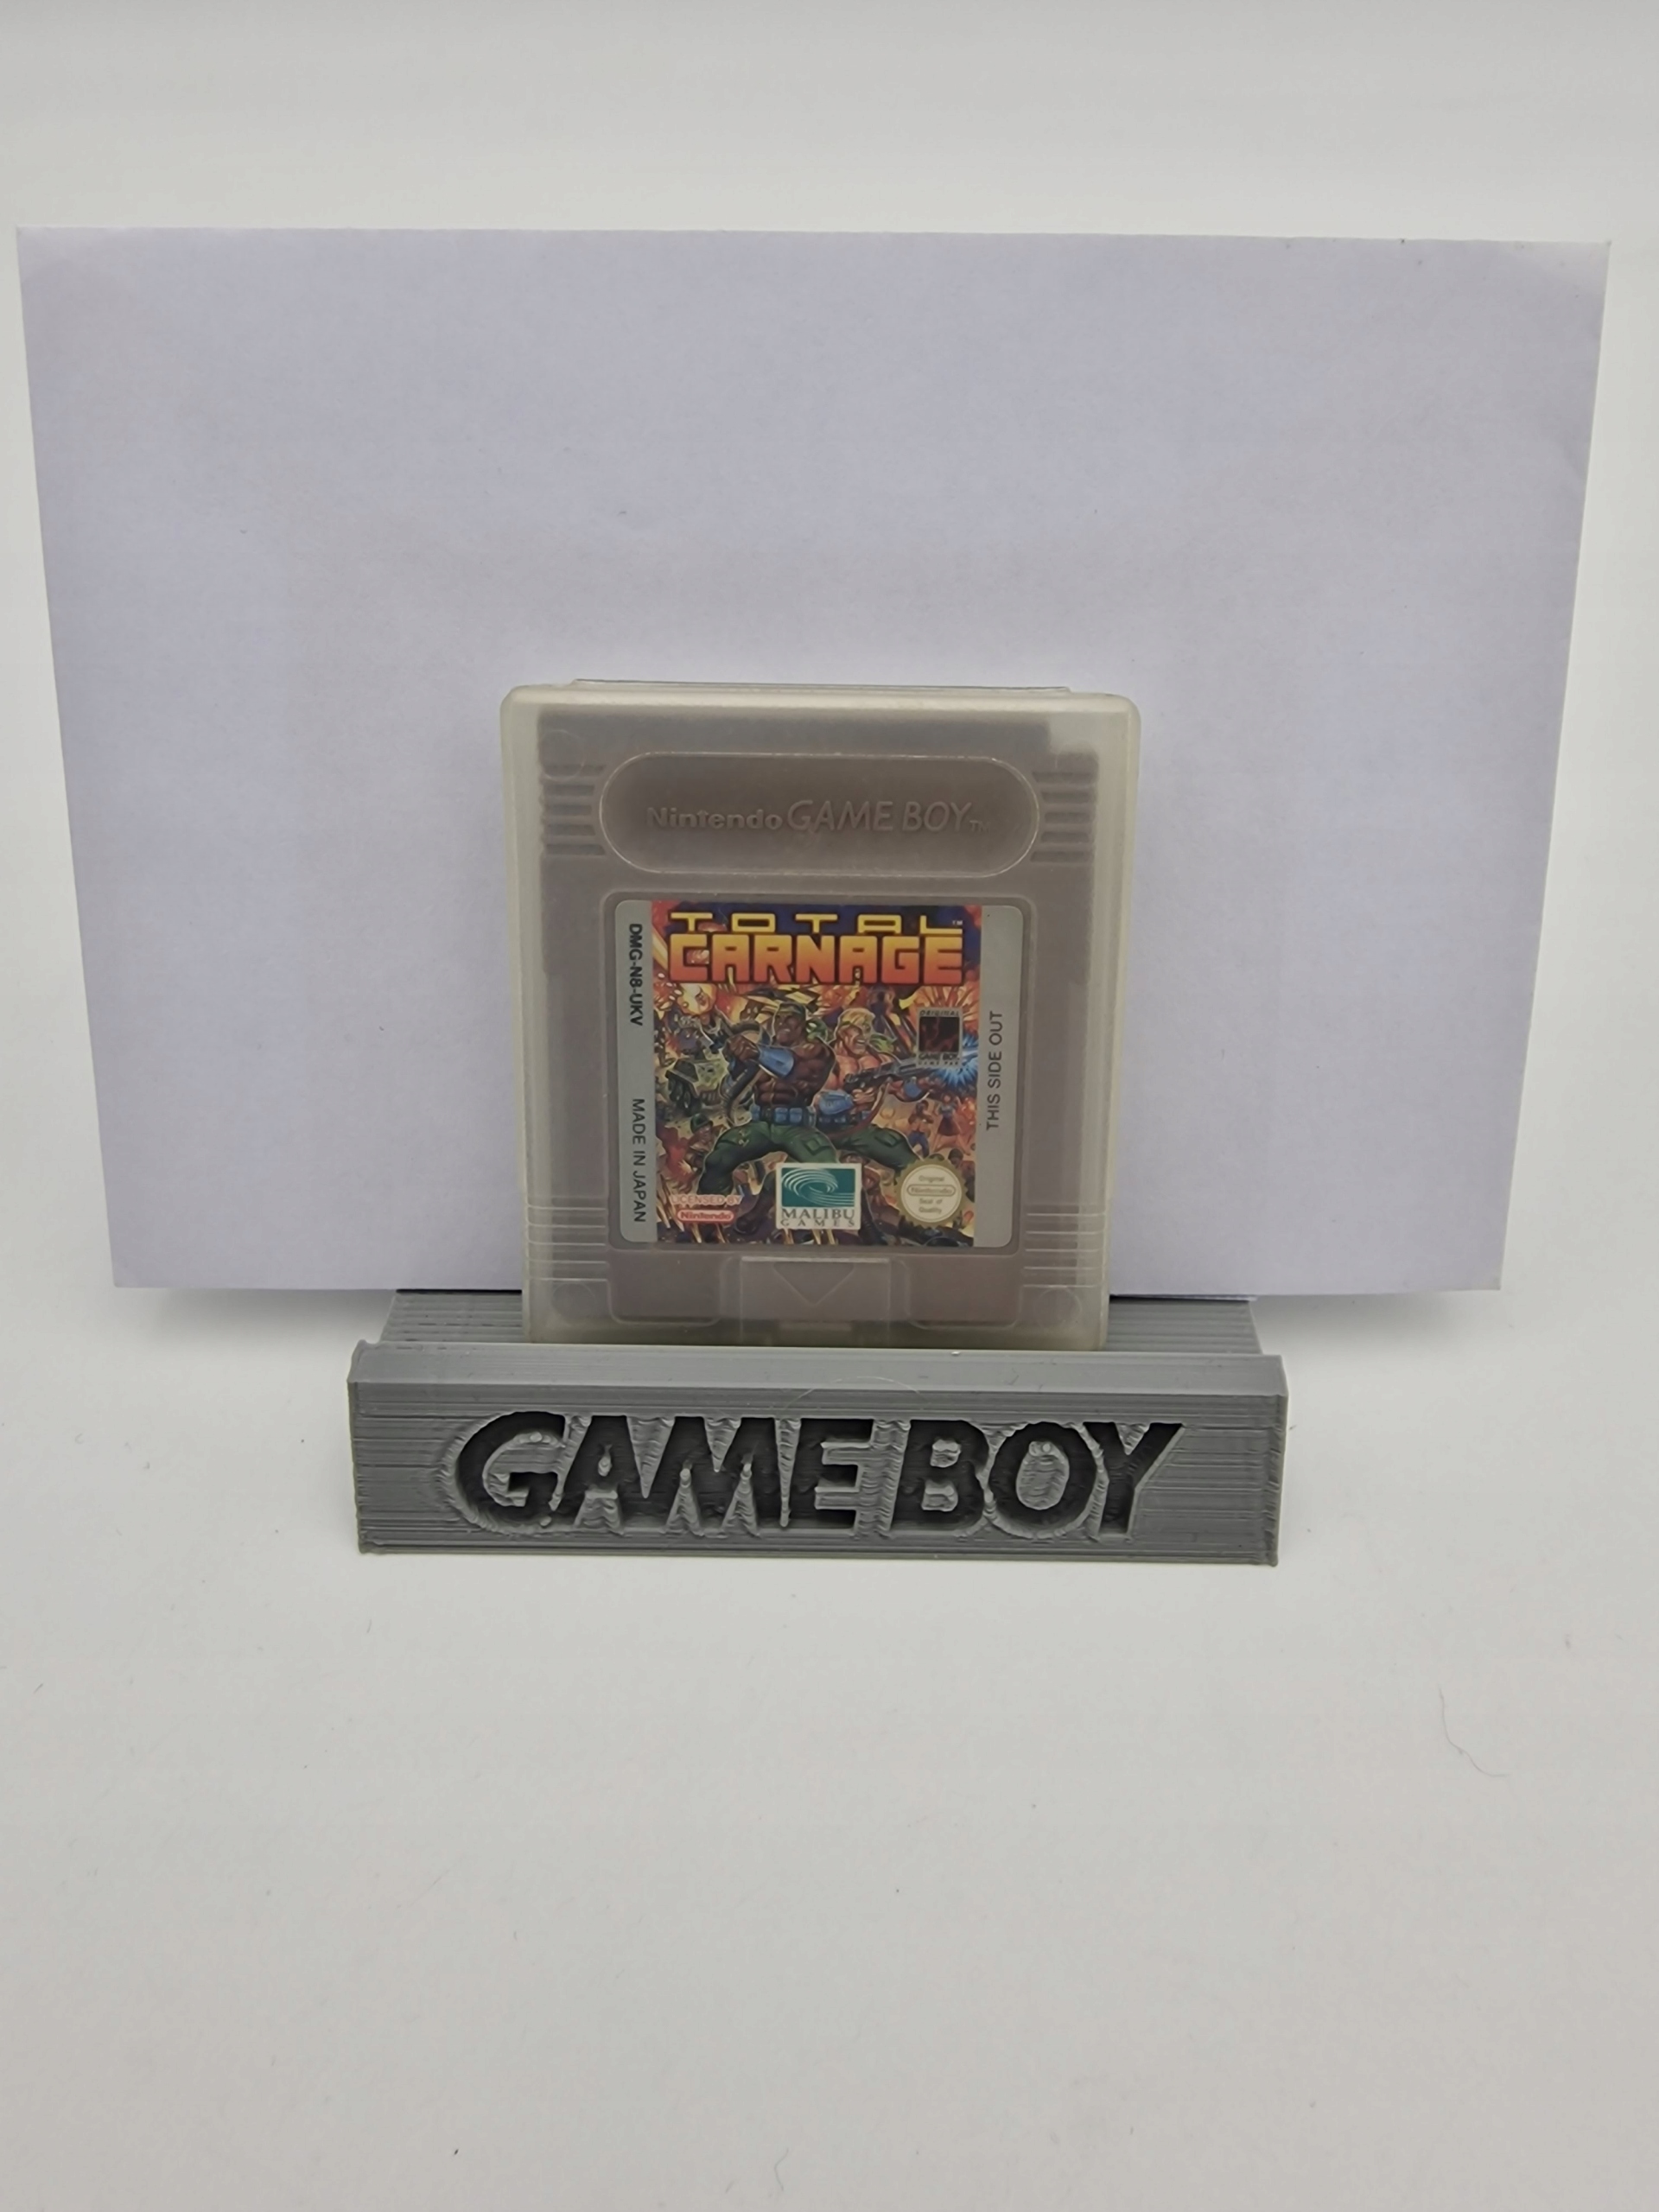 Nintendo GAME BOY TM
TOTAL TM
CARNAGE
DMG-N8-UKV
MADE IN JAPAN
ORIGINAL
GAME BOY
THIS SIDE OUT
LICENSED BY
Nintendo
MALIBU
GAMES
Original
Nintendo
Seal of
Quality
GAME BOY